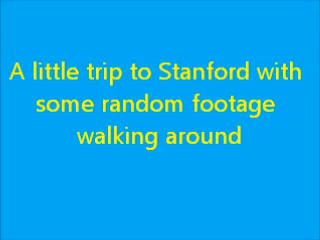 A little trip to Stanford with
some random footage
walking around